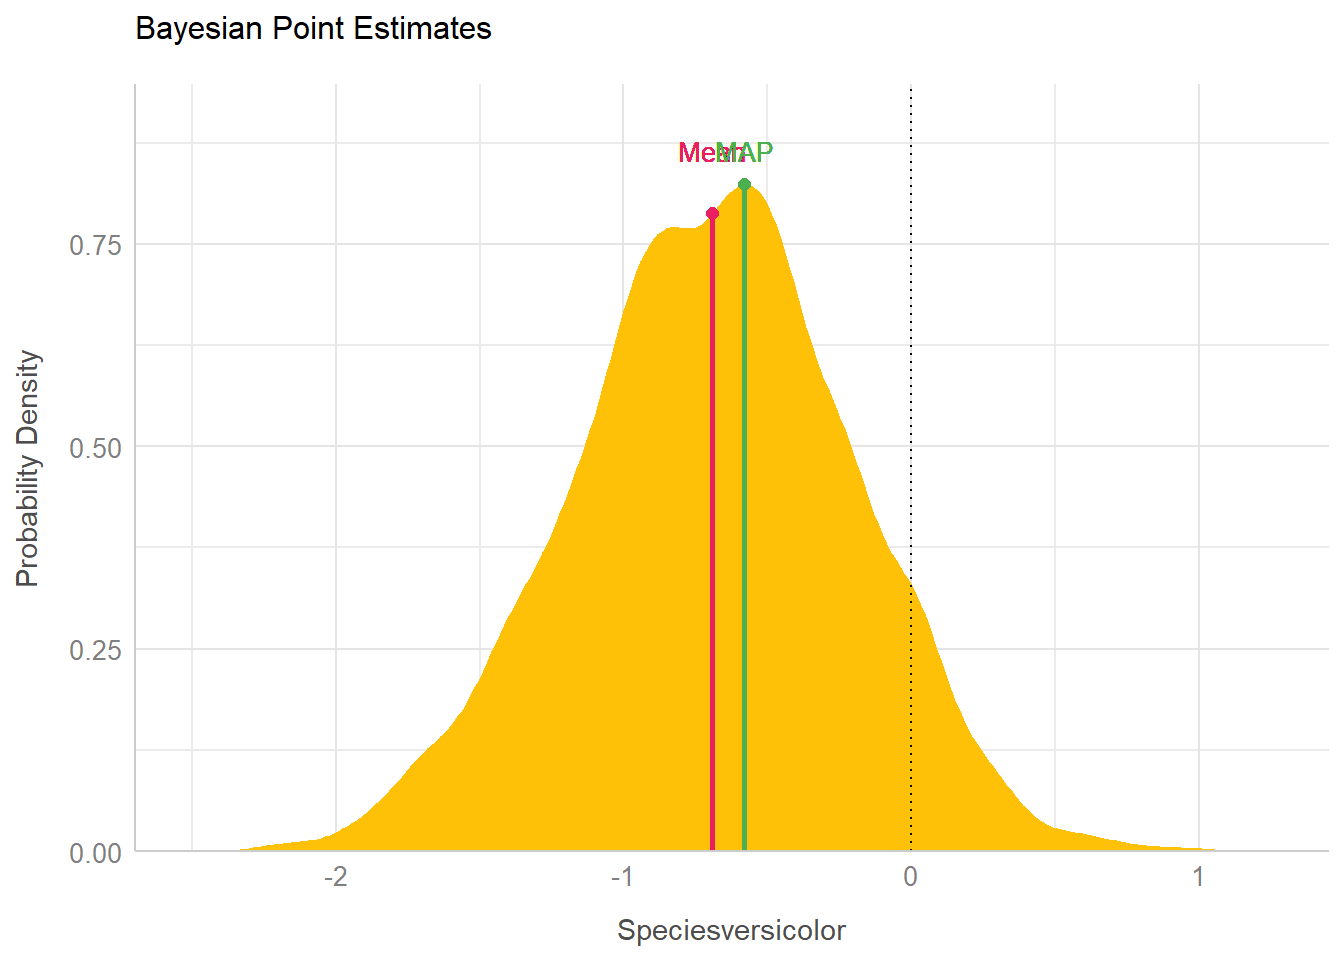 Bayesian Point Estimates
Mean MAP
0.75
0.50
0.25
0.00
Probability Density
-2 -1 0 1
Speciesversicolor